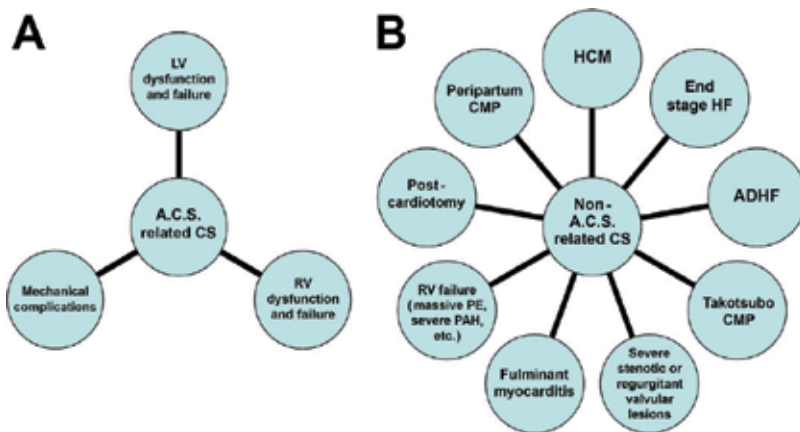 A
LV
dysfunction
and failure
A.C.S.
related CS
Mechanical
complications
RV
dysfunction
and failure
B
HCM
End
stage HF
ADHF
Takotsubo
CMP
Severe
stenotic or
regurgitant
valvular
lesions
Fulminant
myocarditis
RV failure
(massive PE,
severe PAH,
etc.)
Post-
cardiotomy
Peripartum
CMP
Non-
A.C.S.
related CS